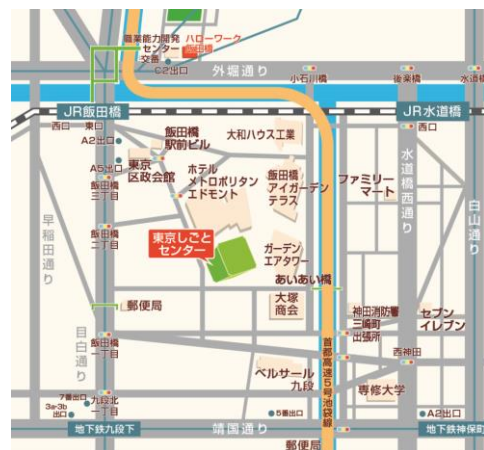 職業能力開発
センター
ハローワーク
飯田橋
交番
C2出口
外堀通り
小石川橋
後楽橋
水道橋
JR飯田橋
JR水道橋
西口
東口
西口
A2出口
飯田橋
駅前ビル
大和ハウス工業
A5出口
東京
区政会館
ホテル
メトロポリタン
エドモント
飯田橋
アイガーデン
テラス
ファミリー
マート
水道橋西通り
白山通り
飯田橋
三丁目
早稲田通り
飯田橋
二丁目
東京しごと
センター
ガーデン
エアタワー
あいあい橋
大塚
商会
郵便局
神田消防署
三崎町
出張所
セブン
イレブン
目白通り
飯田橋
一丁目
首都高速5号池袋線
西神田
ベルサール
九段
専修大学
7番出口
3a・3b
出口
九段北
一丁目
5番出口
A2出口
地下鉄九段下
靖国通り
地下鉄神保町
郵便局